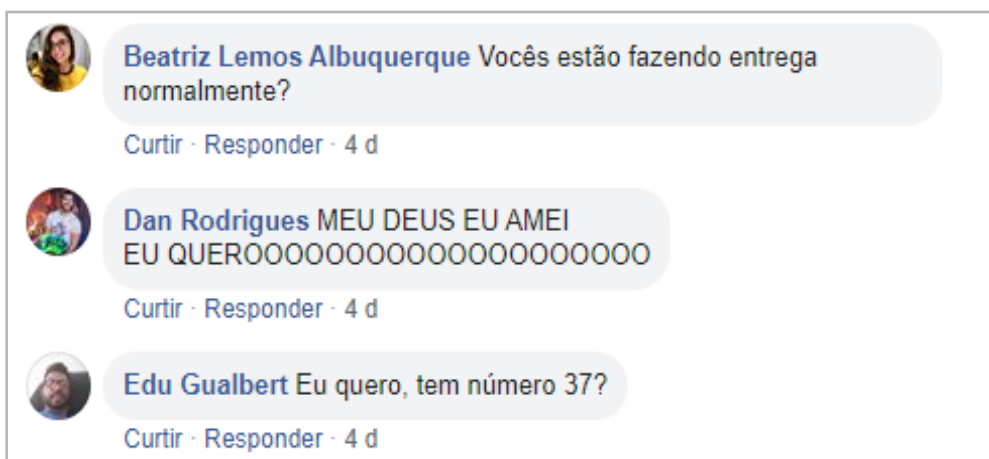 Beatriz Lemos Albuquerque Vocês estão fazendo entrega
normalmente?
Curtir · Responder · 4 d
Dan Rodrigues MEU DEUS EU AMEI
EU QUEROOOOOOOOOOOOOOOOOOOO
Curtir · Responder · 4 d
Edu Gualbert Eu quero, tem número 37?
Curtir · Responder · 4 d